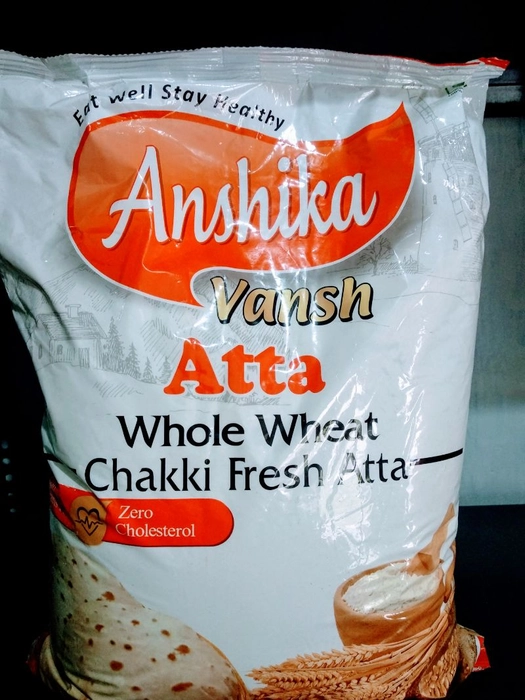 Eat Well Stay Healthy
Anshika
Vansh
Atta
Whole Wheat
Chakki Fresh Atta
Zero
Cholesterol